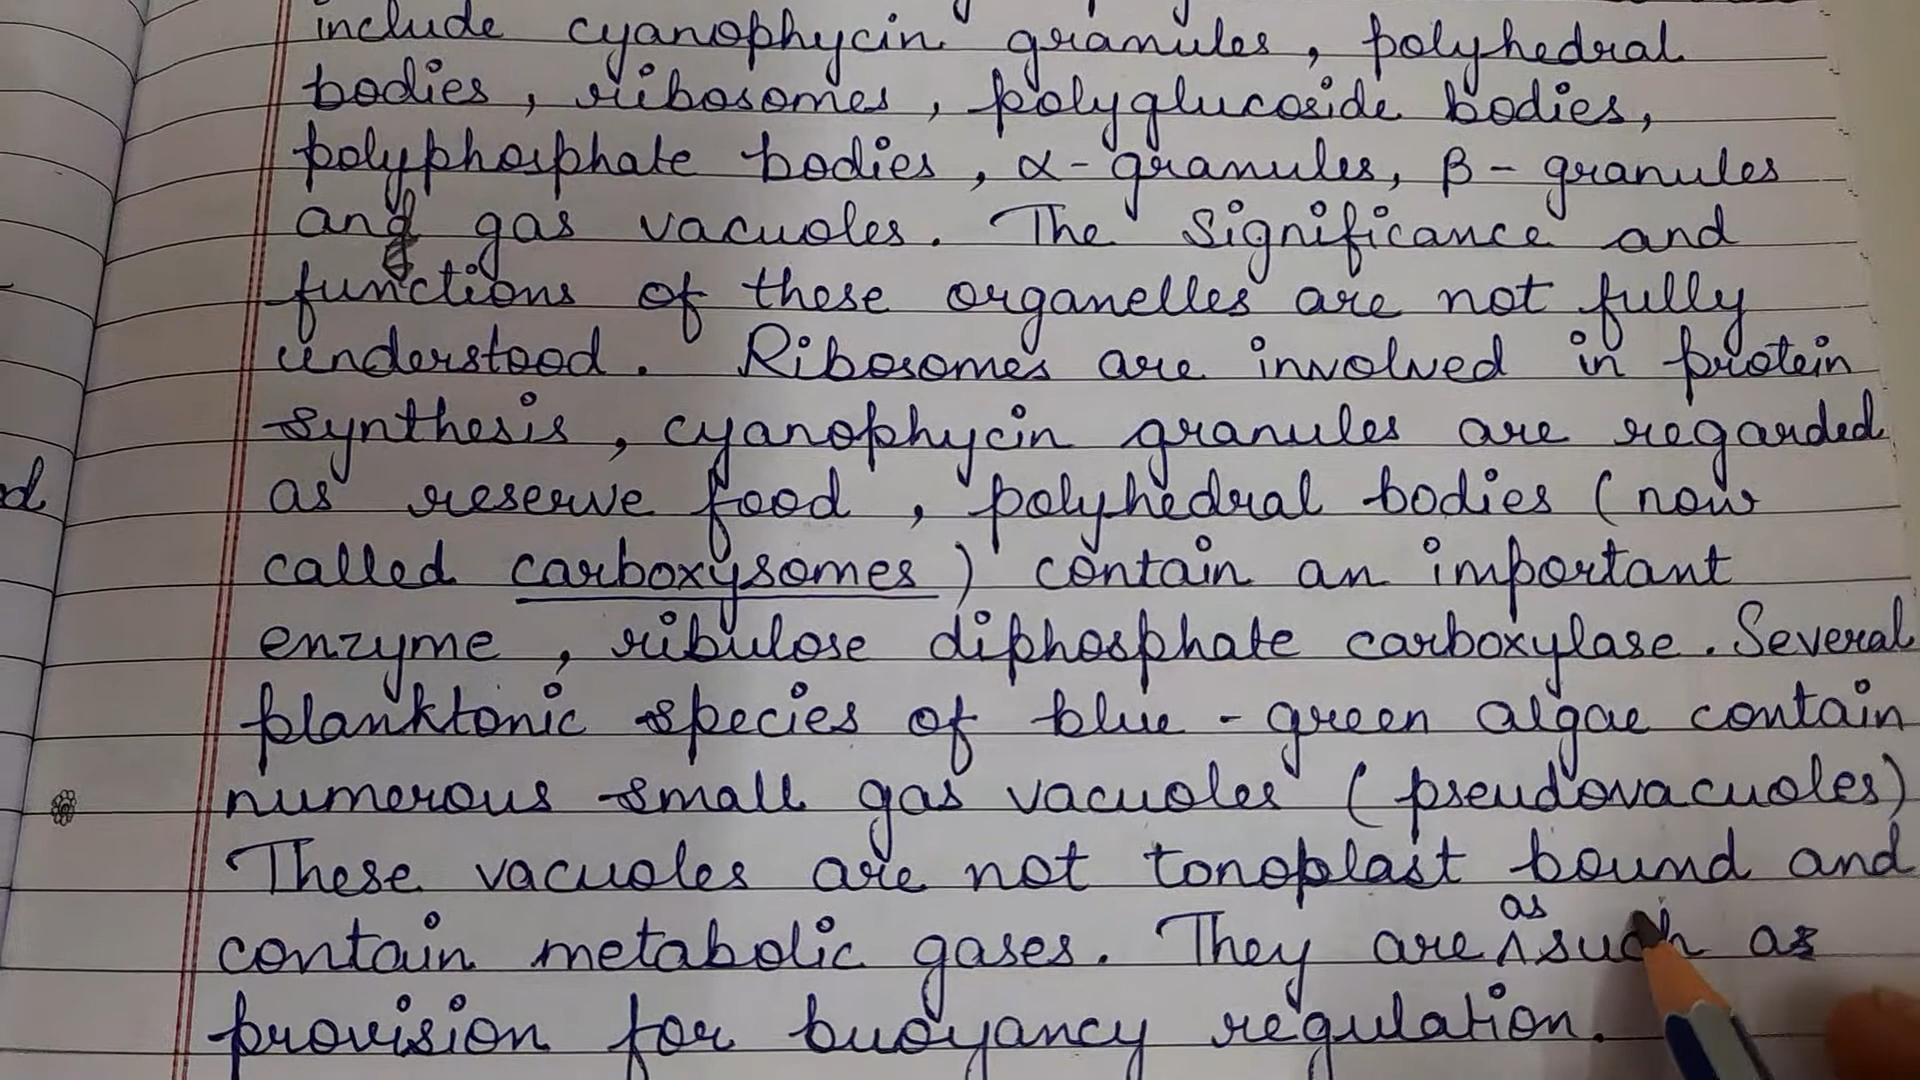 include cyanophycin granules, polyhedral
bodies, ribosomes, polyglucoside bodies,
polyphosphate bodies, α-granules, β-granules
and gas vacuoles. The significance and
functions of these organelles are not fully
understood. Ribosomes are involved in protein
synthesis, cyanophycin granules are regarded
as reserve food, polyhedral bodies (now
d
called carboxysomes) contain an important
enzyme, ribulose diphosphate carboxylase. Several
planktonic species of blue-green algae contain
numerous small gas vacuoles (pseudovacuoles)
These vacuoles are not tonoplast bound and
as
contain metabolic gases. They are ^ such as
provision for buoyancy regulation.